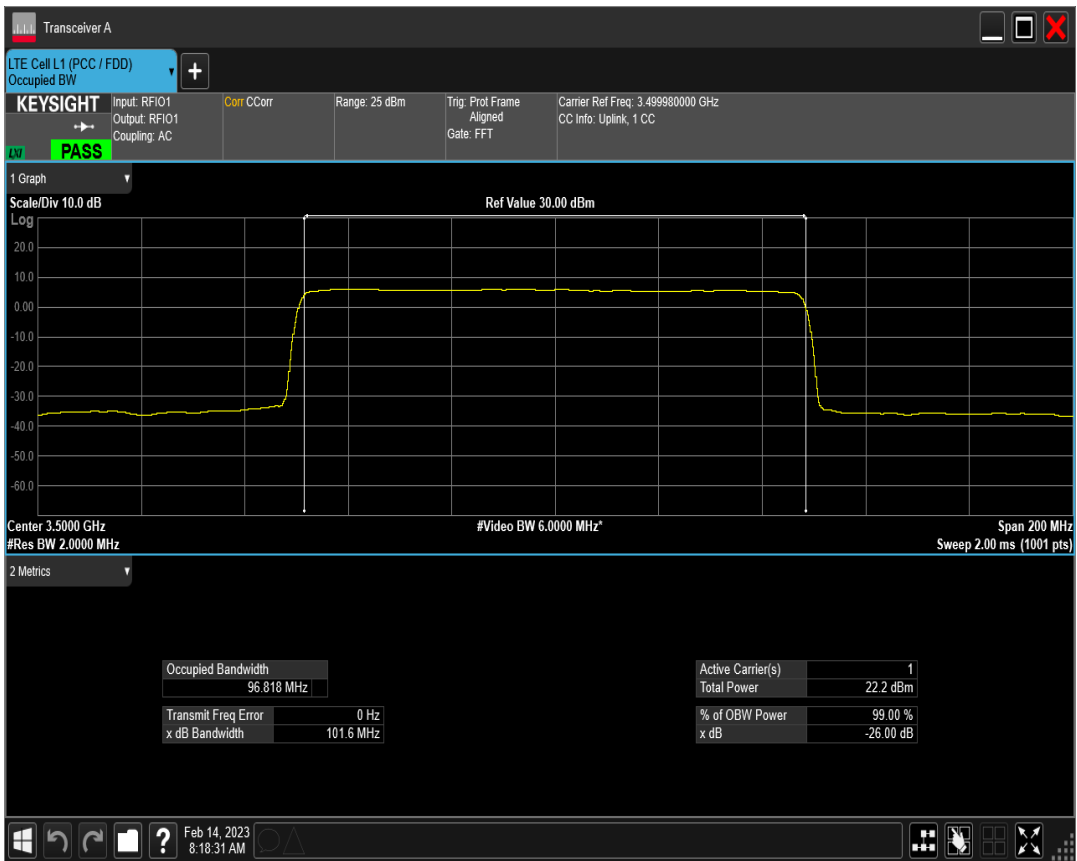 Transceiver A
LTE Cell L1 (PCC / FDD)
Occupied BW
+
KEYSIGHT
LXI
PASS
Input: RFIO1
Output: RFIO1
Coupling: AC
Corr CCorr
Range: 25 dBm
Trig: Prot Frame
Aligned
Gate: FFT
Carrier Ref Freq: 3.499980000 GHz
CC Info: Uplink, 1 CC
1 Graph
Scale/Div 10.0 dB
Ref Value 30.00 dBm
Log
20.0
10.0
0.00
-10.0
-20.0
-30.0
-40.0
-50.0
-60.0
Center 3.5000 GHz
#Video BW 6.0000 MHz*
Span 200 MHz
#Res BW 2.0000 MHz
Sweep 2.00 ms (1001 pts)
2 Metrics
Occupied Bandwidth
96.818 MHz
Transmit Freq Error 0 Hz
x dB Bandwidth 101.6 MHz
Active Carrier(s) 1
Total Power 22.2 dBm
% of OBW Power 99.00 %
x dB -26.00 dB
?
Feb 14, 2023
8:18:31 AM